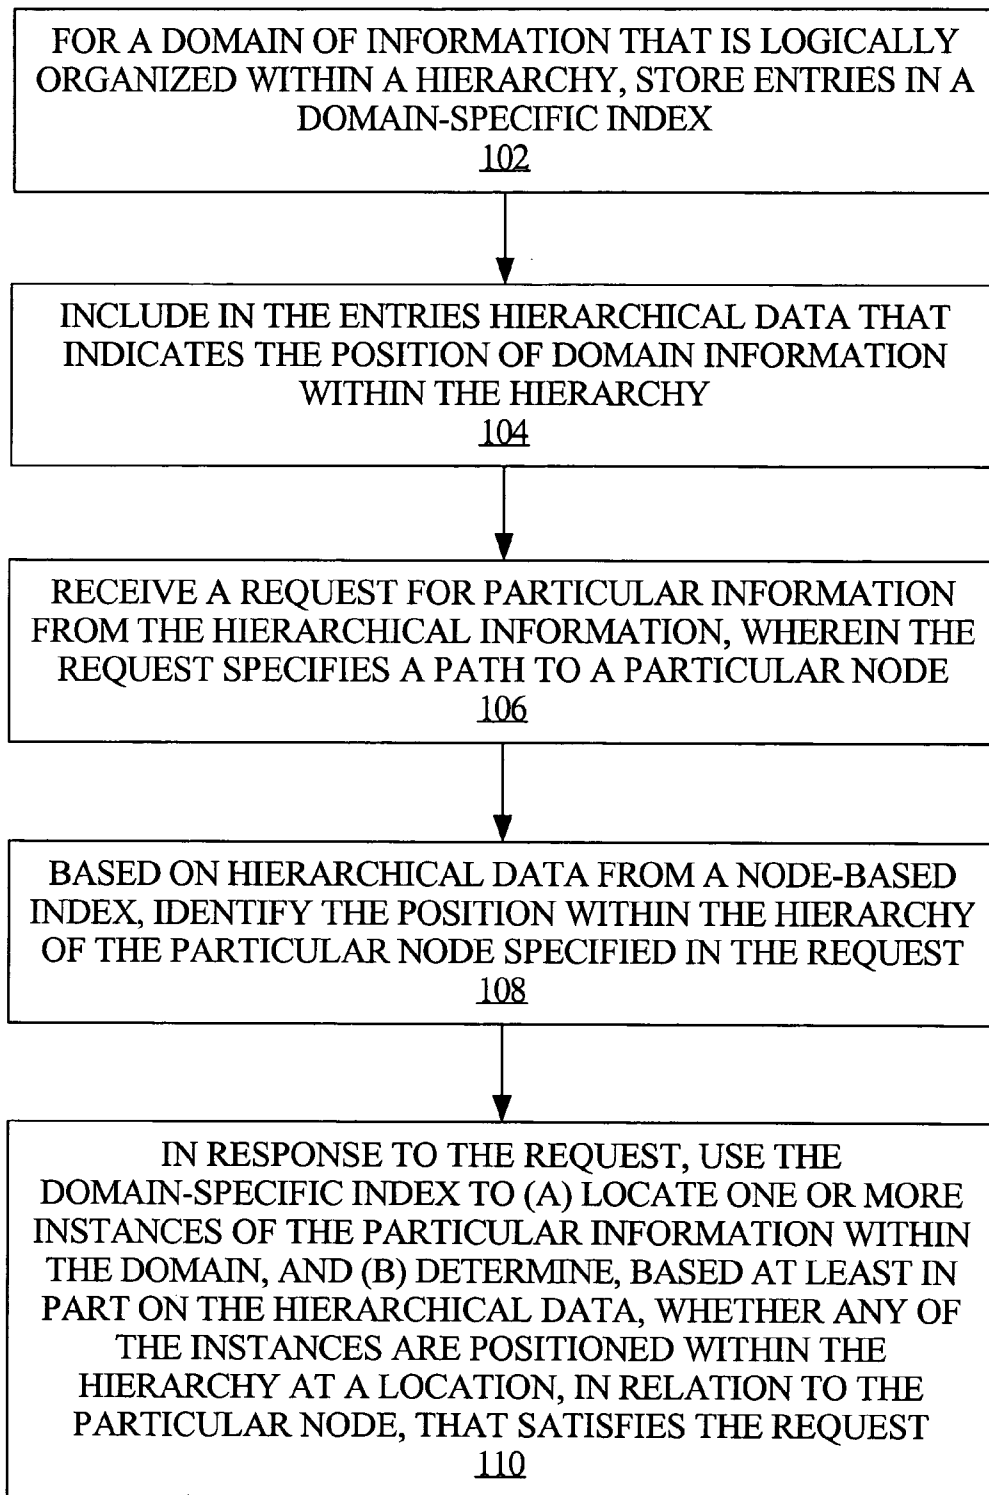 FOR A DOMAIN OF INFORMATION THAT IS LOGICALLY
ORGANIZED WITHIN A HIERARCHY, STORE ENTRIES IN A
DOMAIN-SPECIFIC INDEX
102
INCLUDE IN THE ENTRIES HIERARCHICAL DATA THAT
INDICATES THE POSITION OF DOMAIN INFORMATION
WITHIN THE HIERARCHY
104
RECEIVE A REQUEST FOR PARTICULAR INFORMATION
FROM THE HIERARCHICAL INFORMATION, WHEREIN THE
REQUEST SPECIFIES A PATH TO A PARTICULAR NODE
106
BASED ON HIERARCHICAL DATA FROM A NODE-BASED
INDEX, IDENTIFY THE POSITION WITHIN THE HIERARCHY
OF THE PARTICULAR NODE SPECIFIED IN THE REQUEST
108
IN RESPONSE TO THE REQUEST, USE THE
DOMAIN-SPECIFIC INDEX TO (A) LOCATE ONE OR MORE
INSTANCES OF THE PARTICULAR INFORMATION WITHIN
THE DOMAIN, AND (B) DETERMINE, BASED AT LEAST IN
PART ON THE HIERARCHICAL DATA, WHETHER ANY OF
THE INSTANCES ARE POSITIONED WITHIN THE
HIERARCHY AT A LOCATION, IN RELATION TO THE
PARTICULAR NODE, THAT SATISFIES THE REQUEST
110